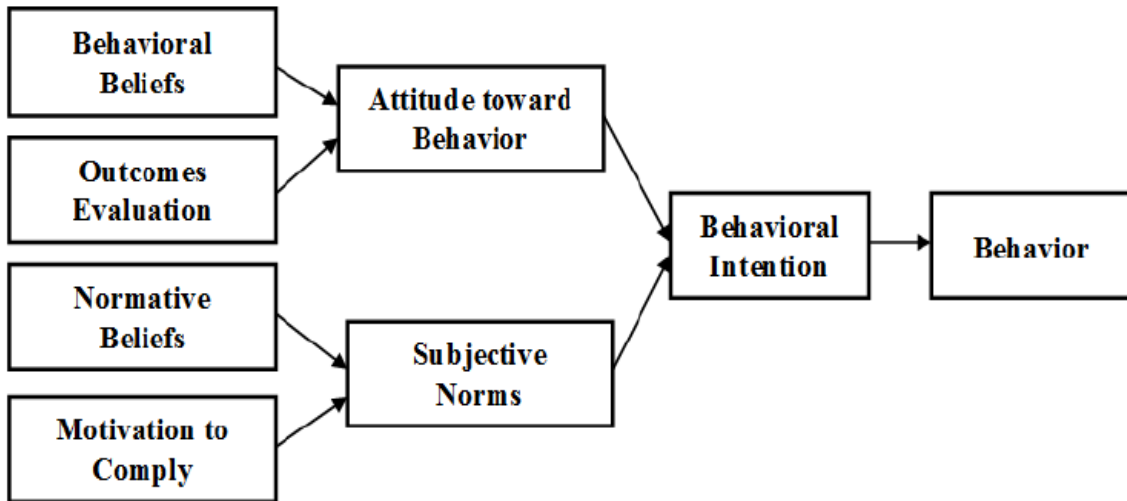 Behavioral
Beliefs
Outcomes
Evaluation
Normative
Beliefs
Motivation to
Comply
Attitude toward
Behavior
Subjective
Norms
Behavioral
Intention
Behavior